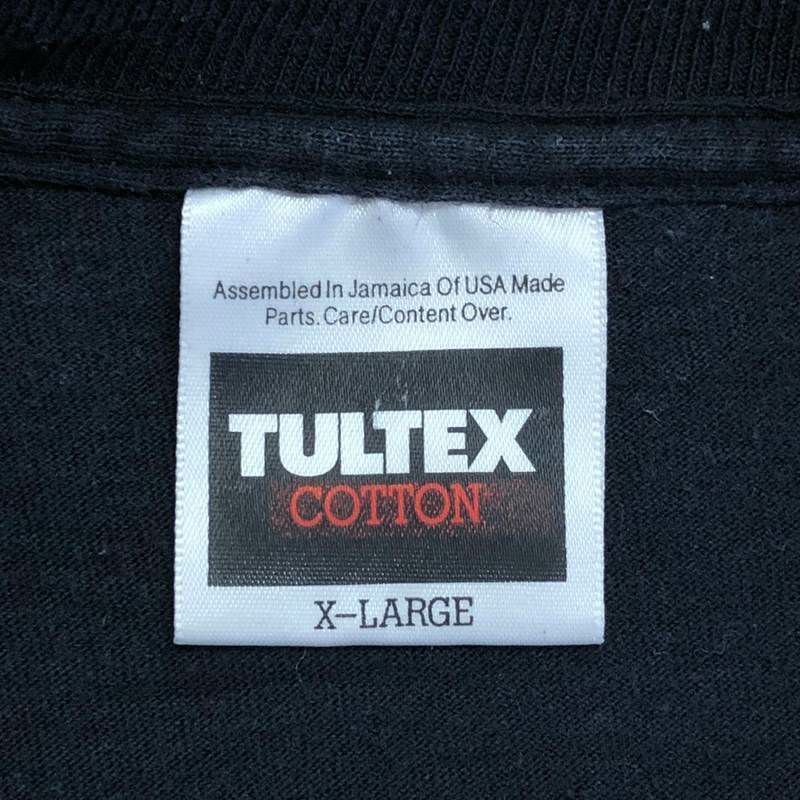 Assembled In Jamaica Of USA Made
Parts. Care/Content Over.
TULTEX
COTTON
X-LARGE